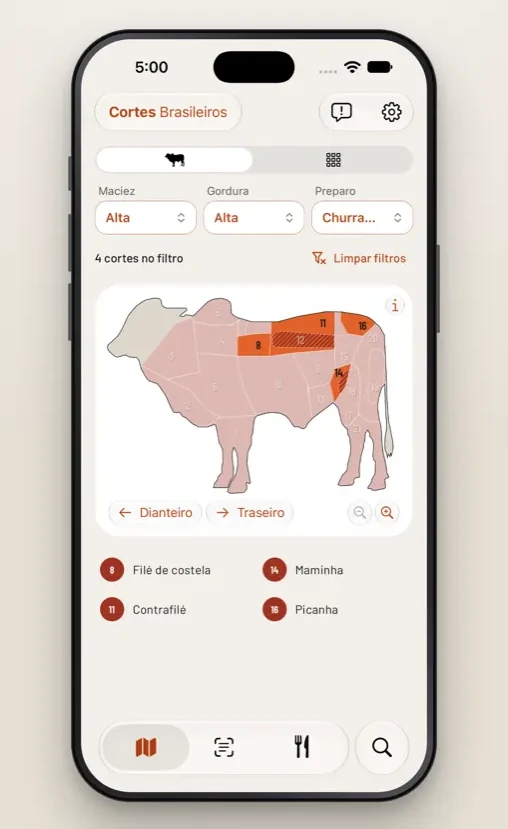 5:00
Cortes Brasileiros
Maciez
Gordura
Preparo
Alta
Alta
Churra...
4 cortes no filtro
Limpar filtros
i
11
16
8
12
14
← Dianteiro
→ Traseiro
8 Filé de costela
14 Maminha
11 Contrafilé
16 Picanha